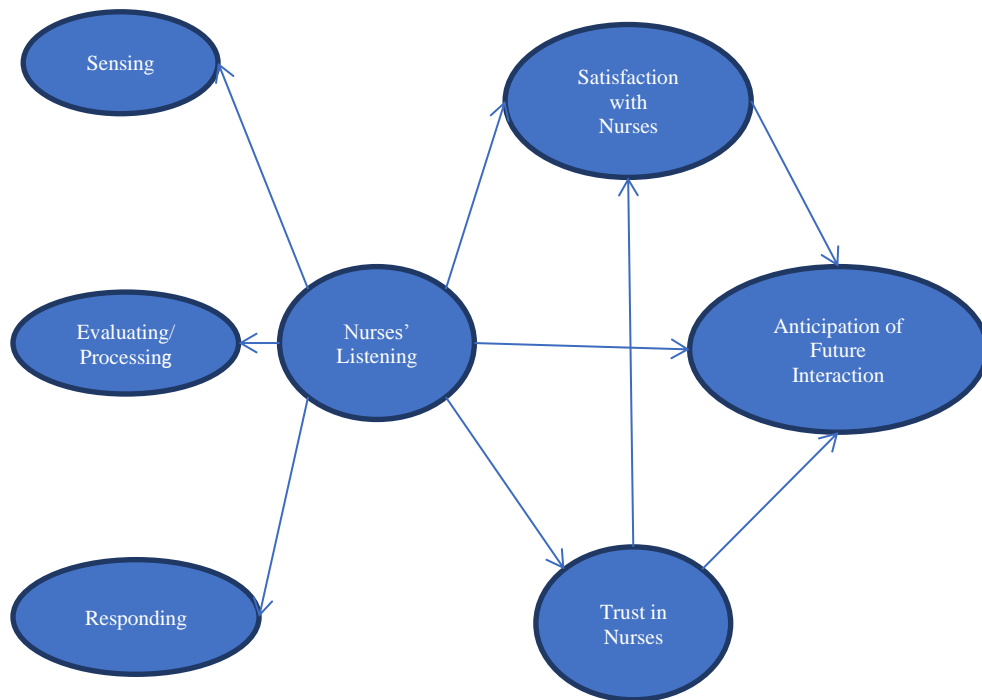 Sensing
Satisfaction
with
Nurses
Evaluating/
Processing
Nurses’
Listening
Anticipation of
Future
Interaction
Responding
Trust in
Nurses